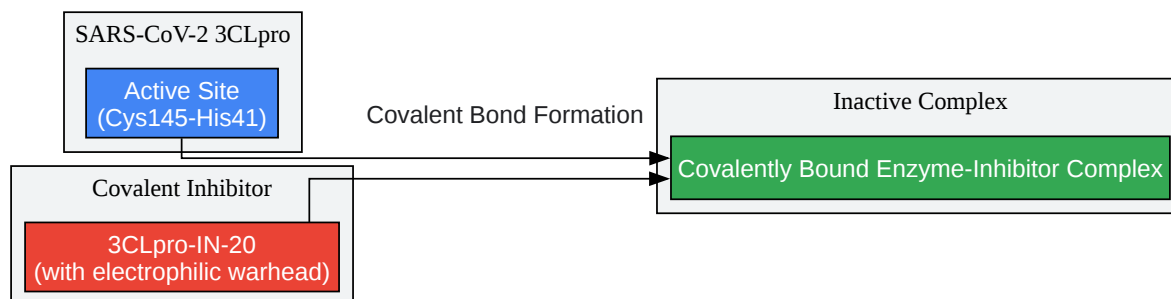 SARS-CoV-2 3CLpro
Active Site
(Cys145-His41)
Covalent Bond Formation
Inactive Complex
Covalently Bound Enzyme-Inhibitor Complex
Covalent Inhibitor
3CLpro-IN-20
(with electrophilic warhead)